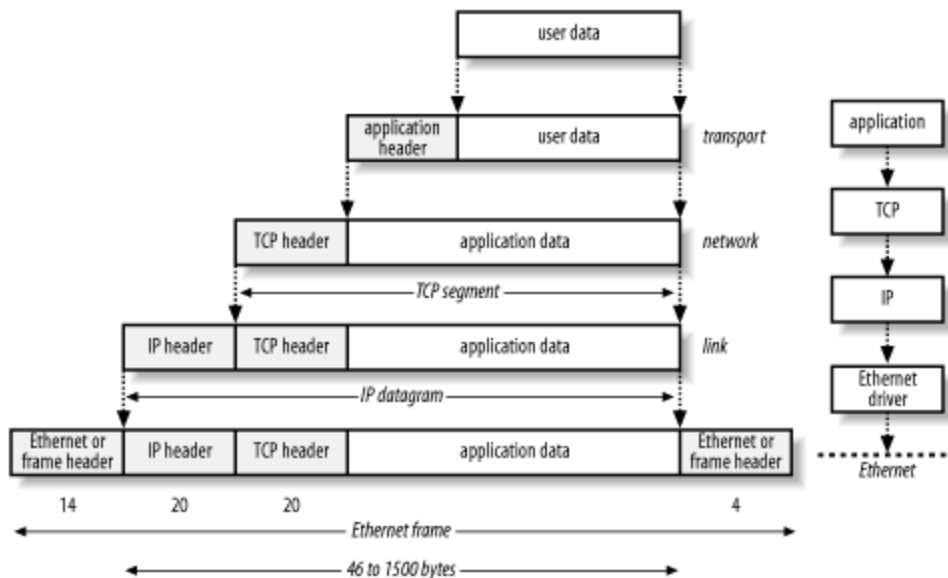 user data
application
header
user data
transport
TCP header
application data
network
TCP segment
IP header
TCP header
application data
link
IP datagram
Ethernet or
frame header
IP header
TCP header
application data
Ethernet or
frame header
14
20
20
4
Ethernet frame
46 to 1500 bytes
application
TCP
IP
Ethernet
driver
Ethernet